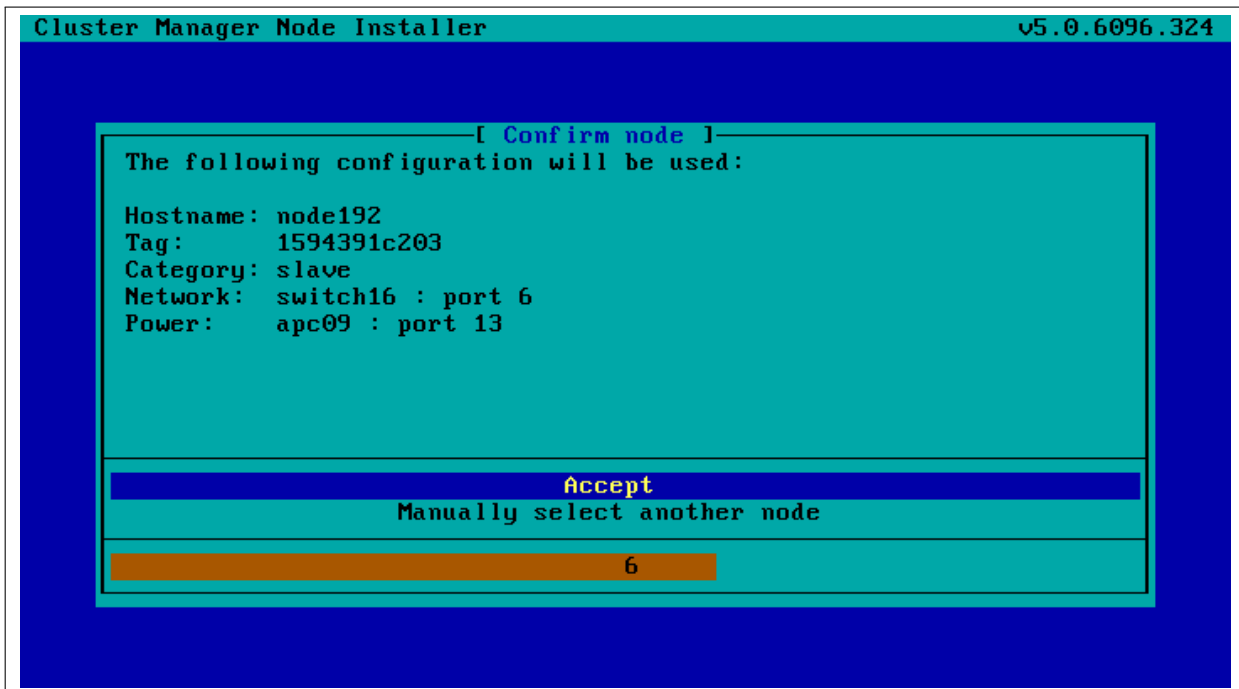 Cluster Manager Node Installer v5.0.6096.324
[ Confirm node ]
The following configuration will be used:
Hostname: node192
Tag: 1594391c203
Category: slave
Network: switch16 : port 6
Power: apc09 : port 13
Accept
Manually select another node
6